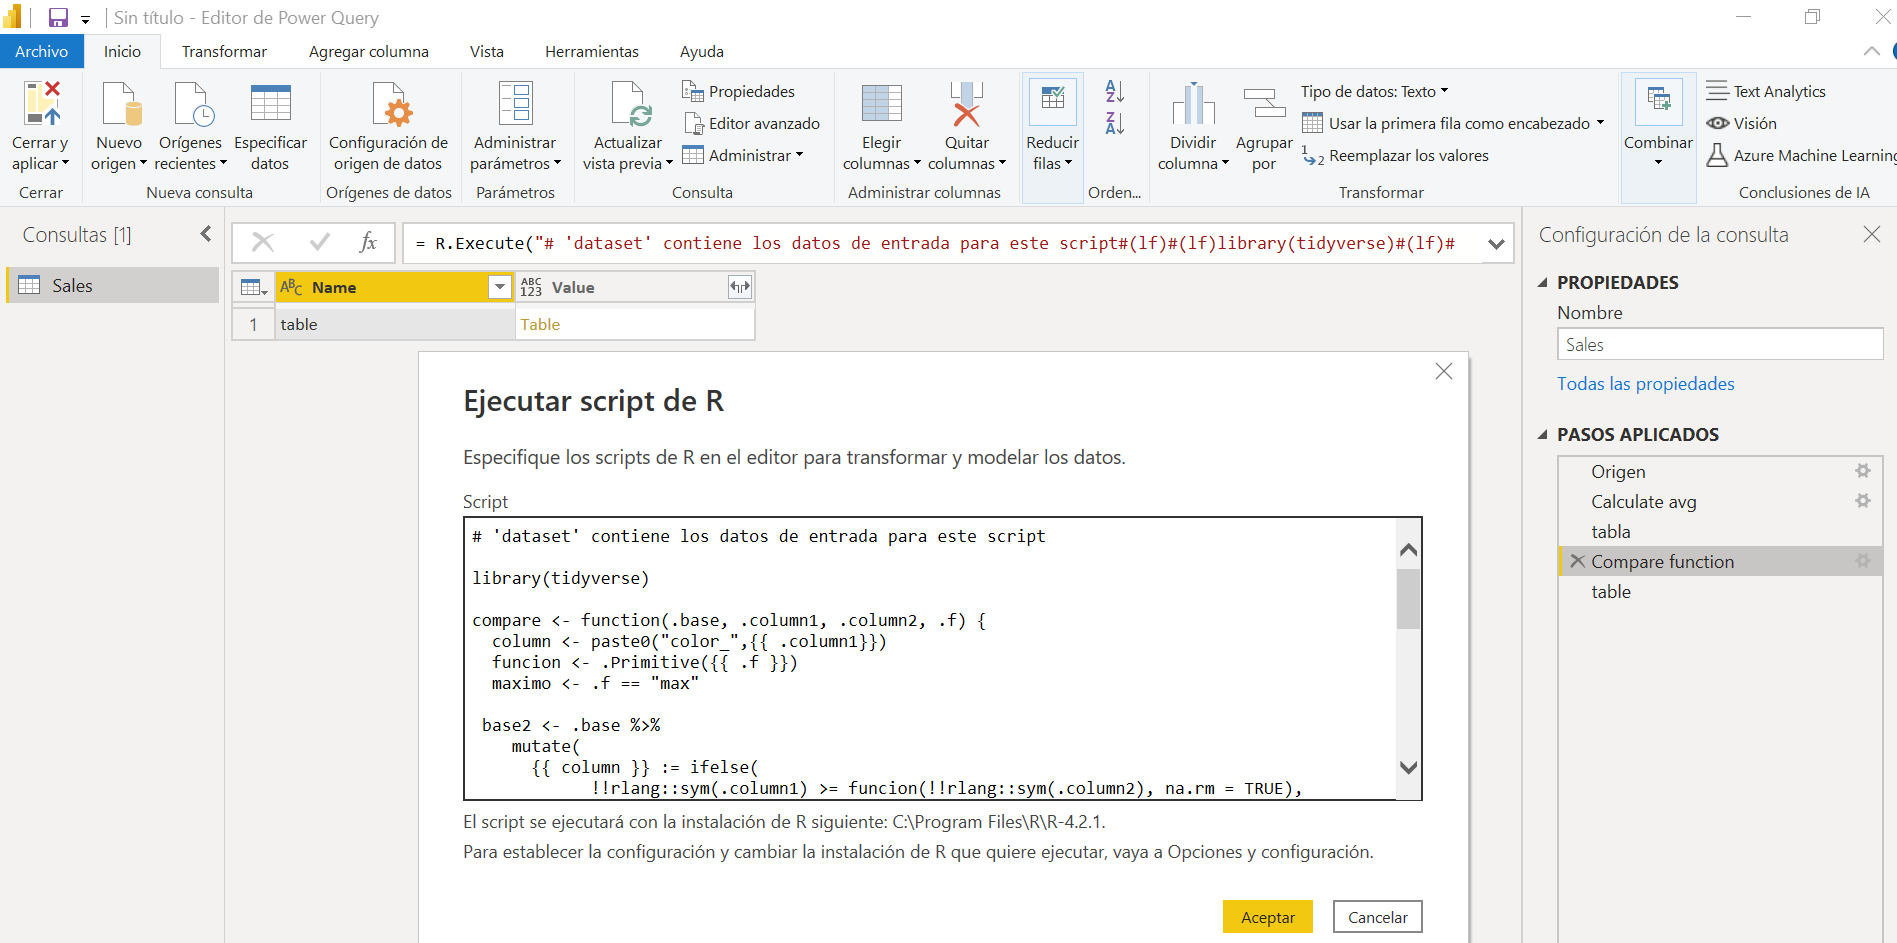 Sin título - Editor de Power Query
Archivo Inicio Transformar Agregar columna Vista Herramientas Ayuda
Cerrar y
aplicar
Cerrar
Nuevo
origen
Orígenes
recientes
Especificar
datos
Nueva consulta
Configuración de
origen de datos
Orígenes de datos
Administrar
parámetros
Parámetros
Actualizar
vista previa
Propiedades
Editor avanzado
Administrar
Consulta
Elegir
columnas
Quitar
columnas
Administrar columnas
Reducir
filas
A
Z
Z
A
Orden...
Dividir
columna
Agrupar
por
Tipo de datos: Texto
Usar la primera fila como encabezado
1
2 Reemplazar los valores
Transformar
Combinar
Text Analytics
Visión
Azure Machine Learning
Conclusiones de IA
Consultas [1]
Sales
fx
= R.Execute("# 'dataset' contiene los datos de entrada para este script#(lf)#(lf)library(tidyverse)#(lf)#
ABC Name
ABC
123 Value
1 table Table
Ejecutar script de R
Especifique los scripts de R en el editor para transformar y modelar los datos.
Script
# 'dataset' contiene los datos de entrada para este script
library(tidyverse)
compare <- function(.base, .column1, .column2, .f) {
column <- paste0("color_",{{ .column1}})
funcion <- .Primitive({{ .f }})
maximo <- .f == "max"
base2 <- .base %>%
mutate(
{{ column }} := ifelse(
!!rlang::sym(.column1) >= funcion(!!rlang::sym(.column2), na.rm = TRUE),
El script se ejecutará con la instalación de R siguiente: C:\Program Files\R\R-4.2.1.
Para establecer la configuración y cambiar la instalación de R que quiere ejecutar, vaya a Opciones y configuración.
Aceptar Cancelar
Configuración de la consulta
PROPIEDADES
Nombre
Sales
Todas las propiedades
PASOS APLICADOS
Origen
Calculate avg
tabla
Compare function
table